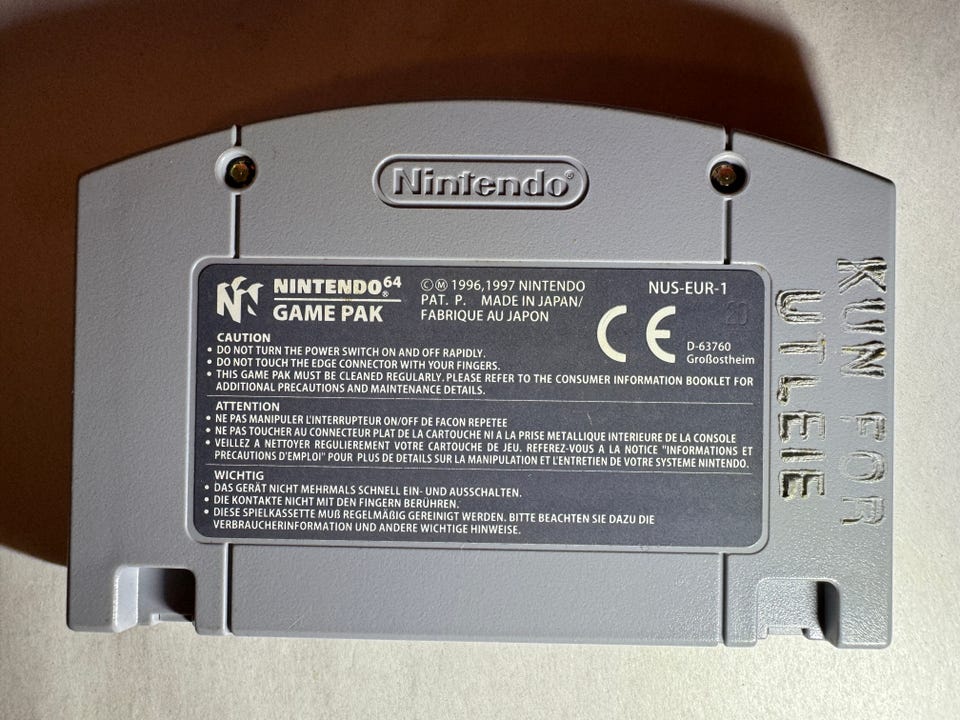 Nintendo®
NINTENDO64®
GAME PAK
©Ⓜ 1996,1997 NINTENDO
PAT. P. MADE IN JAPAN/
FABRIQUE AU JAPON
NUS-EUR-1
20
CE
D-63760
Großostheim
CAUTION
• DO NOT TURN THE POWER SWITCH ON AND OFF RAPIDLY.
• DO NOT TOUCH THE EDGE CONNECTOR WITH YOUR FINGERS.
• THIS GAME PAK MUST BE CLEANED REGULARLY. PLEASE REFER TO THE CONSUMER INFORMATION BOOKLET FOR
ADDITIONAL PRECAUTIONS AND MAINTENANCE DETAILS.
ATTENTION
• NE PAS MANIPULER L'INTERRUPTEUR ON/OFF DE FACON REPETEE
• NE PAS TOUCHER AU CONNECTEUR PLAT DE LA CARTOUCHE NI A LA PRISE METALLIQUE INTERIEURE DE LA CONSOLE
• VEILLEZ A NETTOYER REGULIEREMENT VOTRE CARTOUCHE DE JEU. REFEREZ-VOUS A LA NOTICE "INFORMATIONS ET
PRECAUTIONS D'EMPLOI" POUR PLUS DE DETAILS SUR LA MANIPULATION ET L'ENTRETIEN DE VOTRE SYSTEME NINTENDO.
WICHTIG
• DAS GERÄT NICHT MEHRMALS SCHNELL EIN- UND AUSSCHALTEN.
• DIE KONTAKTE NICHT MIT DEN FINGERN BERÜHREN.
• DIESE SPIELKASSETTE MUß REGELMÄßIG GEREINIGT WERDEN. BITTE BEACHTEN SIE DAZU DIE
VERBRAUCHERINFORMATION UND ANDERE WICHTIGE HINWEISE.
KUN FOR
UTLEIE